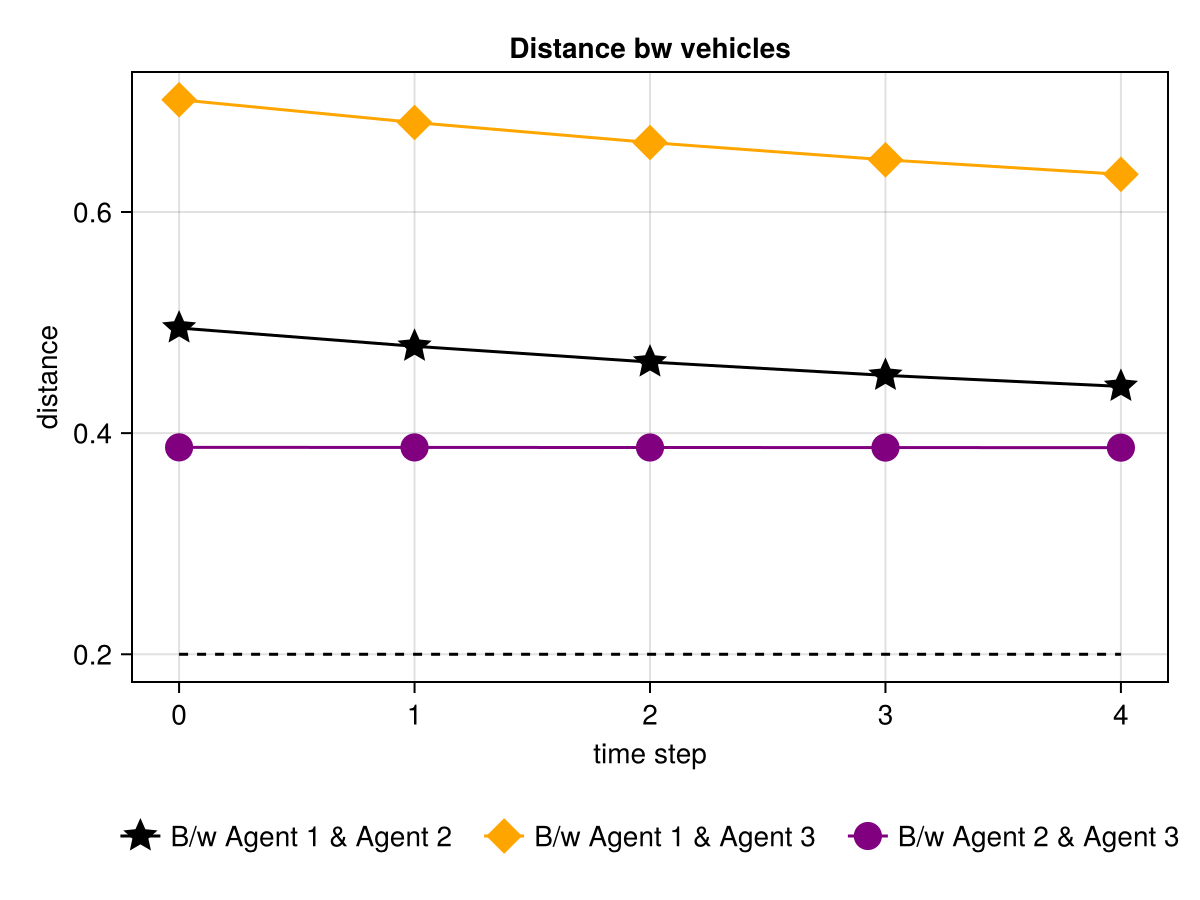 Distance bw vehicles
distance
0.6
0.4
0.2
0 1 2 3 4
time step
B/w Agent 1 & Agent 2 B/w Agent 1 & Agent 3 B/w Agent 2 & Agent 3